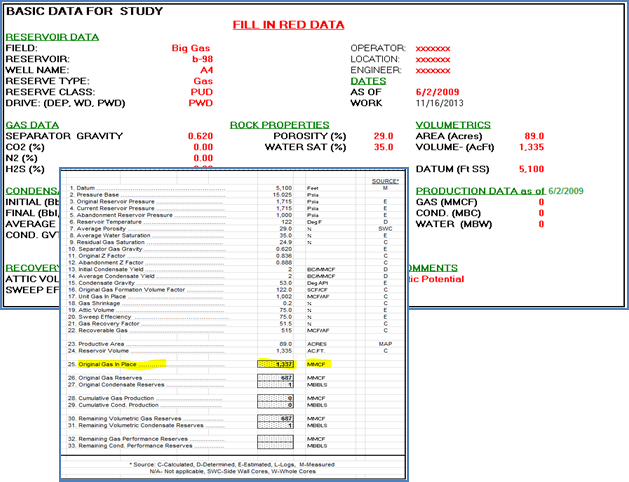 BASIC DATA FOR STUDY
FILL IN RED DATA
RESERVOIR DATA
FIELD: Big Gas OPERATOR: xxxxxxx
RESERVOIR: b-98 LOCATION: xxxxxxx
WELL NAME: A4 ENGINEER: xxxxxxx
RESERVE TYPE: Gas DATES
RESERVE CLASS: PUD AS OF 6/2/2009
DRIVE: (DEP, WD, PWD) PWD WORK 11/16/2013
GAS DATA ROCK PROPERTIES VOLUMETRICS
SEPARATOR GRAVITY 0.620 POROSITY (%) 29.0 AREA (Acres) 89.0
CO2 (%) 0.00 WATER SAT (%) 35.0 VOLUME- (AcFt) 1,335
N2 (%) 0.00
H2S (%) DATUM (Ft SS) 5,100
CONDENSA PRODUCTION DATA as of 6/2/2009
INITIAL (Bbl, GAS (MMCF) 0
FINAL (Bbl, COND. (MBC) 0
AVERAGE WATER (MBW) 0
COND. GVT
RECOVERY OMMENTS
ATTIC VOL tic Potential
SWEEP EF
SOURCE*
1. Datum 5,100 Feet M
2. Pressure Base 15.025 Psia
3. Original Reservoir Pressure 1,715 Psia E
4. Current Reservoir Pressure 1,715 Psia E
5. Abandonment Reservoir Pressure 1,000 Psia E
6. Reservoir Temperature 122 Deg F D
7. Average Porosity 29.0 % SWC
8. Average Water Saturation 35.0 % E
9. Residual Gas Saturation 24.9 % C
10. Separator Gas Gravity 0.620 E
11. Original Z Factor 0.836 C
12. Abandonment Z Factor 0.888 C
13. Initial Condensate Yield 2 BC/MMCF D
14. Average Condensate Yield 2 BC/MMCF D
15. Condensate Gravity 53.0 Deg API E
16. Original Gas Formation Volume Factor 122.0 SCF/CF C
17. Unit Gas In Place 1,002 MCF/AF C
18. Gas Shrinkage 0.2 % C
19. Attic Volume 75.0 % E
20. Sweep Effeciency 75.0 % E
21. Gas Recovery Factor 51.5 % C
22. Recoverable Gas 515 MCF/AF C
23. Productive Area 89.0 ACRES MAP
24. Reservoir Volume 1,335 AC.FT. C
25. Original Gas In Place 1,337 MMCF
26. Original Gas Reserves 687 MMCF
27. Original Condensate Reserves 1 MBBLS
28. Cumulative Gas Production 0 MMCF
29. Cumulative Cond. Production 0 MBBLS
30. Remaining Volumetric Gas Reserves 687 MMCF
31. Remaining Volumetric Condensate Reserves 1 MBBLS
32. Remaining Gas Performance Reserves MMCF
33. Remaining Cond. Performance Reserves MBBLS
* Source: C-Calculated, D-Determined, E-Estimated, L-Logs, M-Measured
N/A- Not applicable, SWC-Side Wall Cores, W-Whole Cores